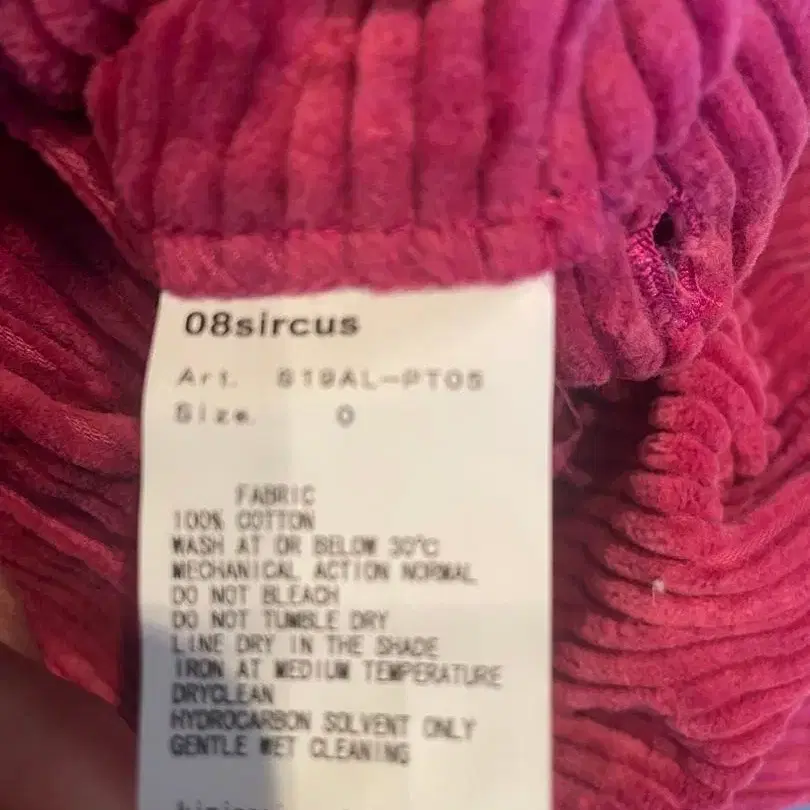 08sircus
Art. S19AL-PT05
Size. 0
FABRIC
100% COTTON
WASH AT OR BELOW 30℃
MECHANICAL ACTION NORMAL
DO NOT BLEACH
DO NOT TUMBLE DRY
LINE DRY IN THE SHADE
IRON AT MEDIUM TEMPERATURE
DRYCLEAN
HYDROCARBON SOLVENT ONLY
GENTLE WET CLEANING